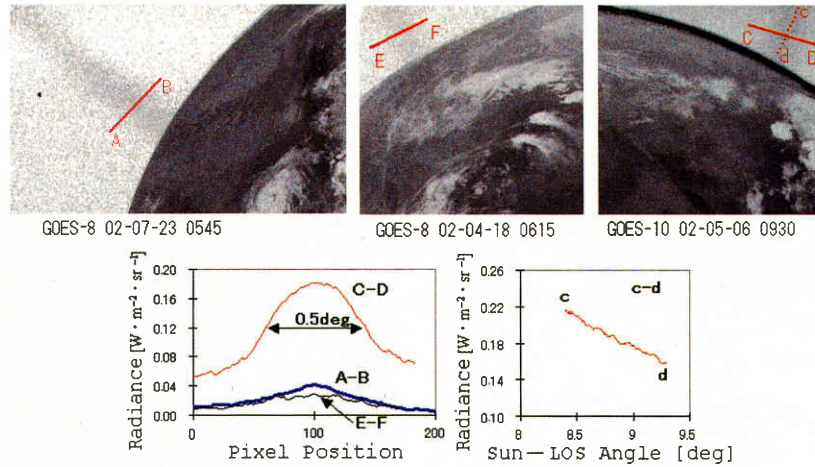 A
B
E
F
C
D
c
d
GOES-8 02-07-23 0545
GOES-8 02-04-18 0615
GOES-10 02-05-06 0930
Radiance[W・m⁻²・sr⁻¹]
0.20
0.16
0.12
0.08
0.04
0.00
C-D
0.5deg
A-B
E-F
0
100
200
Pixel Position
Radiance[W・m⁻²・sr⁻¹]
0.26
0.22
0.18
0.14
0.10
c
c-d
d
8
8.5
9
9.5
Sun—LOS Angle [deg]